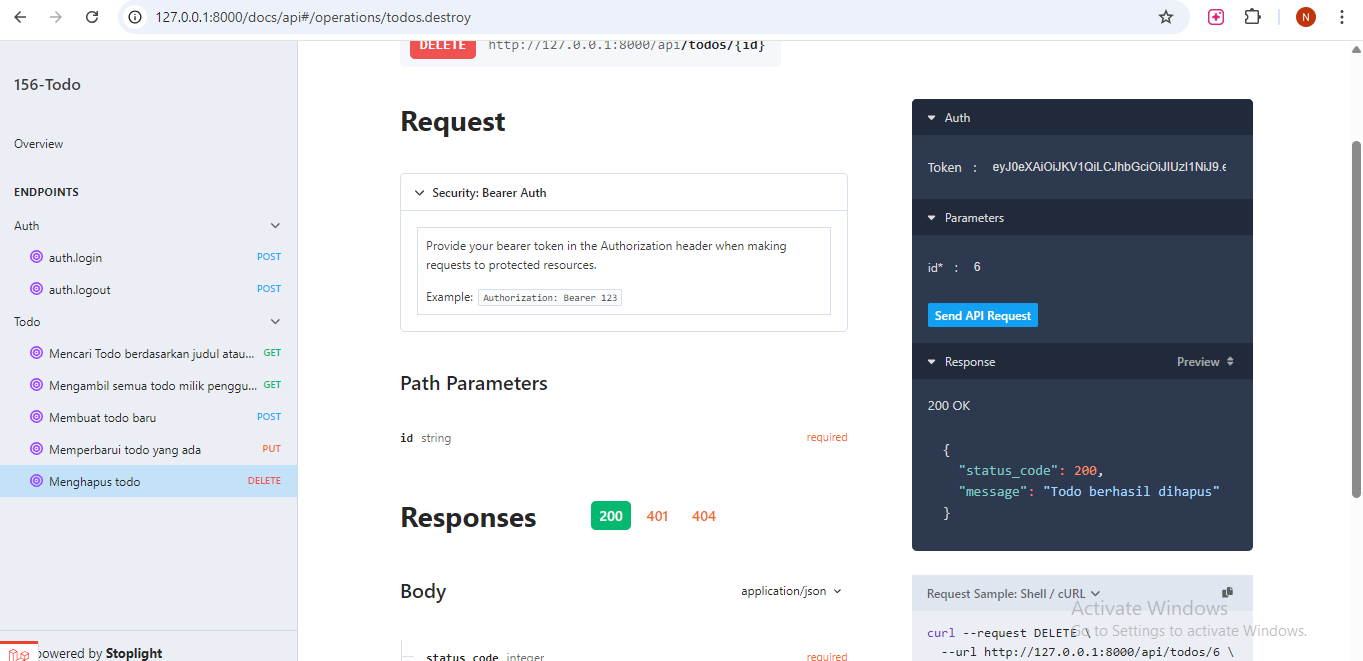 127.0.0.1:8000/docs/api#/operations/todos.destroy
N
156-Todo
Overview
ENDPOINTS
Auth
auth.login POST
auth.logout POST
Todo
Mencari Todo berdasarkan judul atau... GET
Mengambil semua todo milik penggu... GET
Membuat todo baru POST
Memperbarui todo yang ada PUT
Menghapus todo DELETE
powered by Stoplight
DELETE http://127.0.0.1:8000/api/todos/{id}
Request
Security: Bearer Auth
Provide your bearer token in the Authorization header when making
requests to protected resources.
Example: Authorization: Bearer 123
Path Parameters
id string required
Responses 200 401 404
Body application/json
status_code integer required
Auth
Token : eyJ0eXAiOiJKV1QiLCJhbGciOiJIUzI1NiJ9.e
Parameters
id* : 6
Send API Request
Response Preview
200 OK
{
"status_code": 200,
"message": "Todo berhasil dihapus"
}
Request Sample: Shell / cURL
curl --request DELETE \
--url http://127.0.0.1:8000/api/todos/6 \
Activate Windows
Go to Settings to activate Windows.